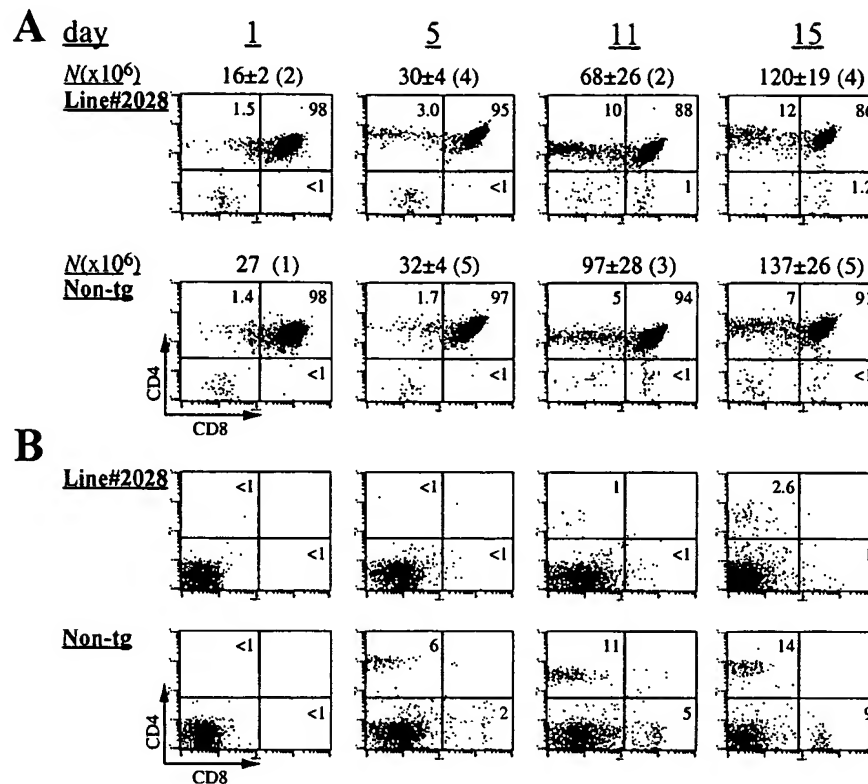 A day 1 5 11 15
N(x10⁶) 16±2 (2) 30±4 (4) 68±26 (2) 120±19 (4)
Line#2028
1.5 98 3.0 95 10 88 12
<1 <1 1 1.2
N(x10⁶) 27 (1) 32±4 (5) 97±28 (3) 137±26 (5)
Non-tg
1.4 98 1.7 97 5 94 7
<1 <1 <1
CD4
CD8
B
Line#2028
<1 <1 1 2.6
<1 <1 <1
Non-tg
<1 6 11 14
<1 2 5
CD4
CD8